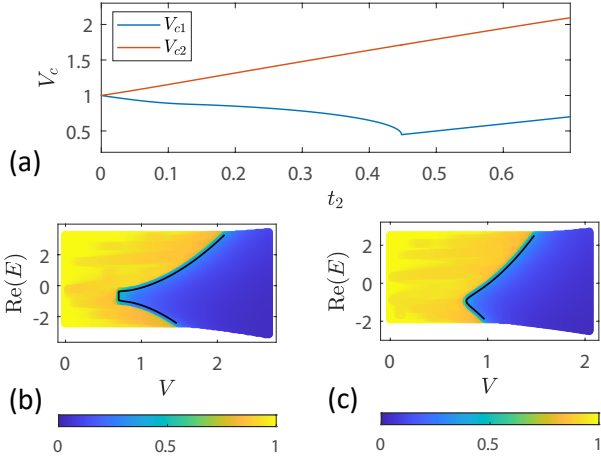 2
1.5
1
0.5
V_c
V_{c1}
V_{c2}
(a)
0 0.1 0.2 0.3 0.4 0.5 0.6
t_2
2
0
-2
Re(E)
0 1 2
V
(b)
0 0.5 1
2
0
-2
Re(E)
0 1 2
V
(c)
0 0.5 1